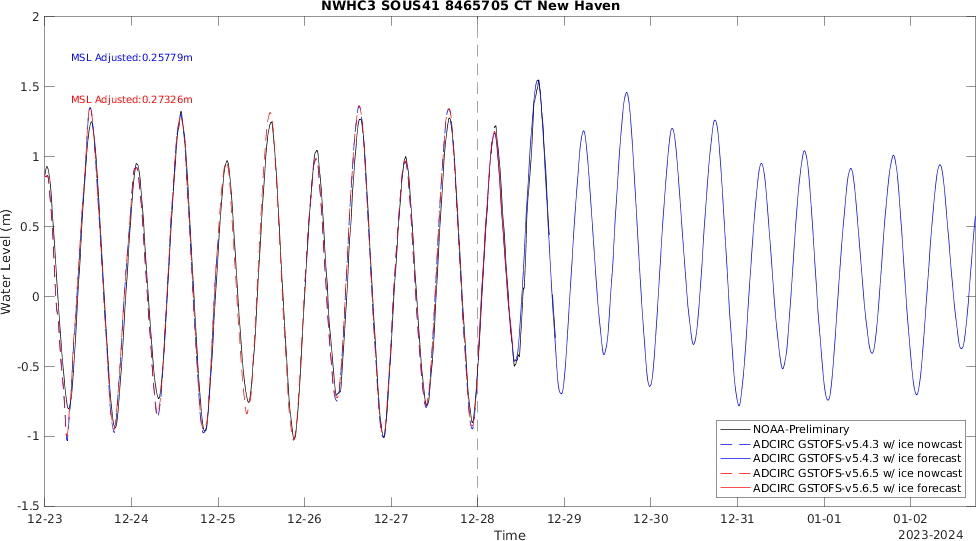 NWHC3 SOUS41 8465705 CT New Haven
2
MSL Adjusted:0.25779m
1.5
MSL Adjusted:0.27326m
1
0.5
Water Level (m)
0
-0.5
-1
-1.5
NOAA-Preliminary
ADCIRC GSTOFS-v5.4.3 w/ ice nowcast
ADCIRC GSTOFS-v5.4.3 w/ ice forecast
ADCIRC GSTOFS-v5.6.5 w/ ice nowcast
ADCIRC GSTOFS-v5.6.5 w/ ice forecast
12-23 12-24 12-25 12-26 12-27 12-28 12-29 12-30 12-31 01-01 01-02
Time
2023-2024